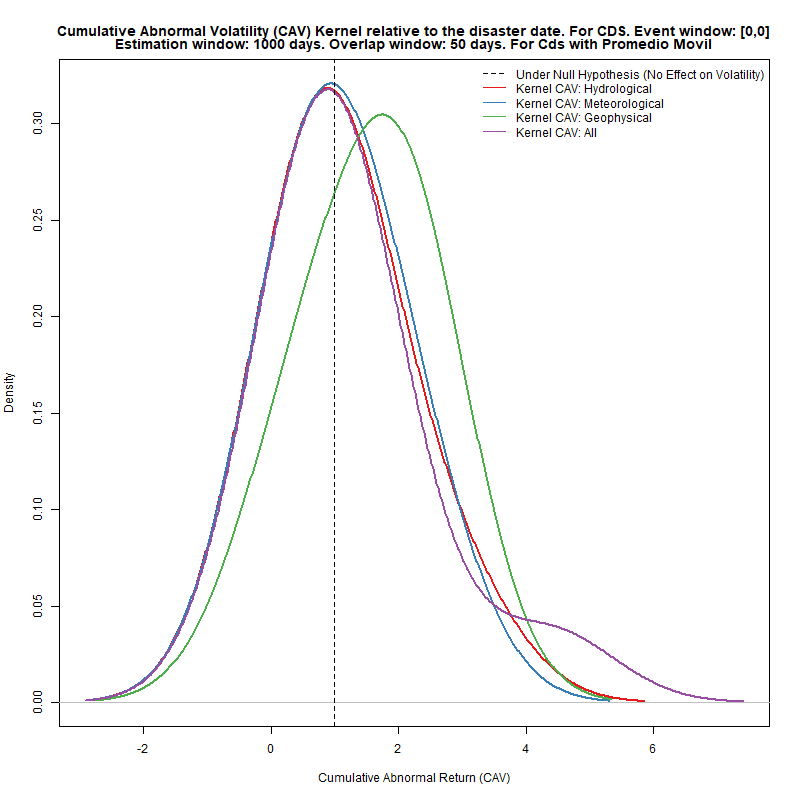 Cumulative Abnormal Volatility (CAV) Kernel relative to the disaster date. For CDS. Event window: [0,0]
Estimation window: 1000 days. Overlap window: 50 days. For Cds with Promedio Movil
Under Null Hypothesis (No Effect on Volatility)
Kernel CAV: Hydrological
Kernel CAV: Meteorological
Kernel CAV: Geophysical
Kernel CAV: All
Density
0.30
0.25
0.20
0.15
0.10
0.05
0.00
-2 0 2 4 6
Cumulative Abnormal Return (CAV)